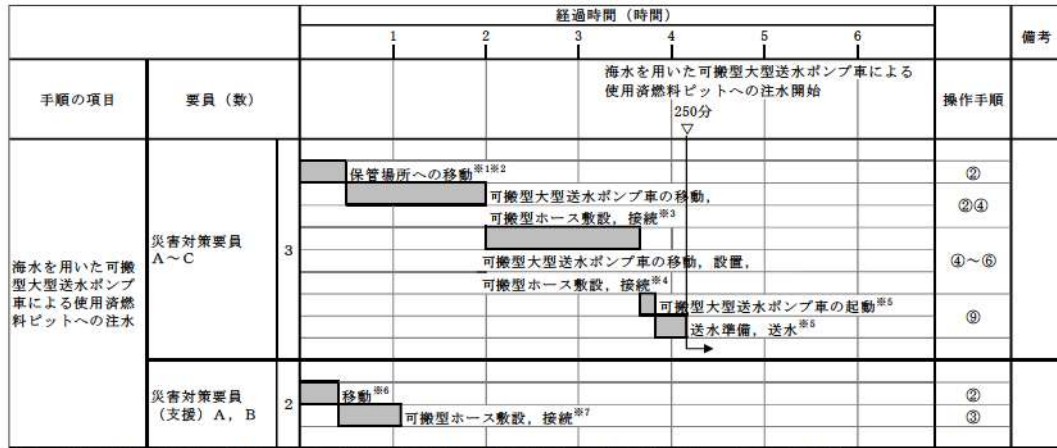 経過時間（時間）
備考
1 2 3 4 5 6
手順の項目
要員（数）
海水を用いた可搬型大型送水ポンプ車による
使用済燃料ピットへの注水開始
250分
▽
操作手順
海水を用いた可搬
型大型送水ポンプ
車による使用済燃
料ピットへの注水
災害対策要員
A～C
3
保管場所への移動※1※2
②
可搬型大型送水ポンプ車の移動，
可搬型ホース敷設，接続※3
②④
可搬型大型送水ポンプ車の移動，設置，
可搬型ホース敷設，接続※4
④～⑥
可搬型大型送水ポンプ車の起動※5
送水準備，送水※5
⑨
災害対策要員
（支援）A，B
2
移動※6
②
可搬型ホース敷設，接続※7
③